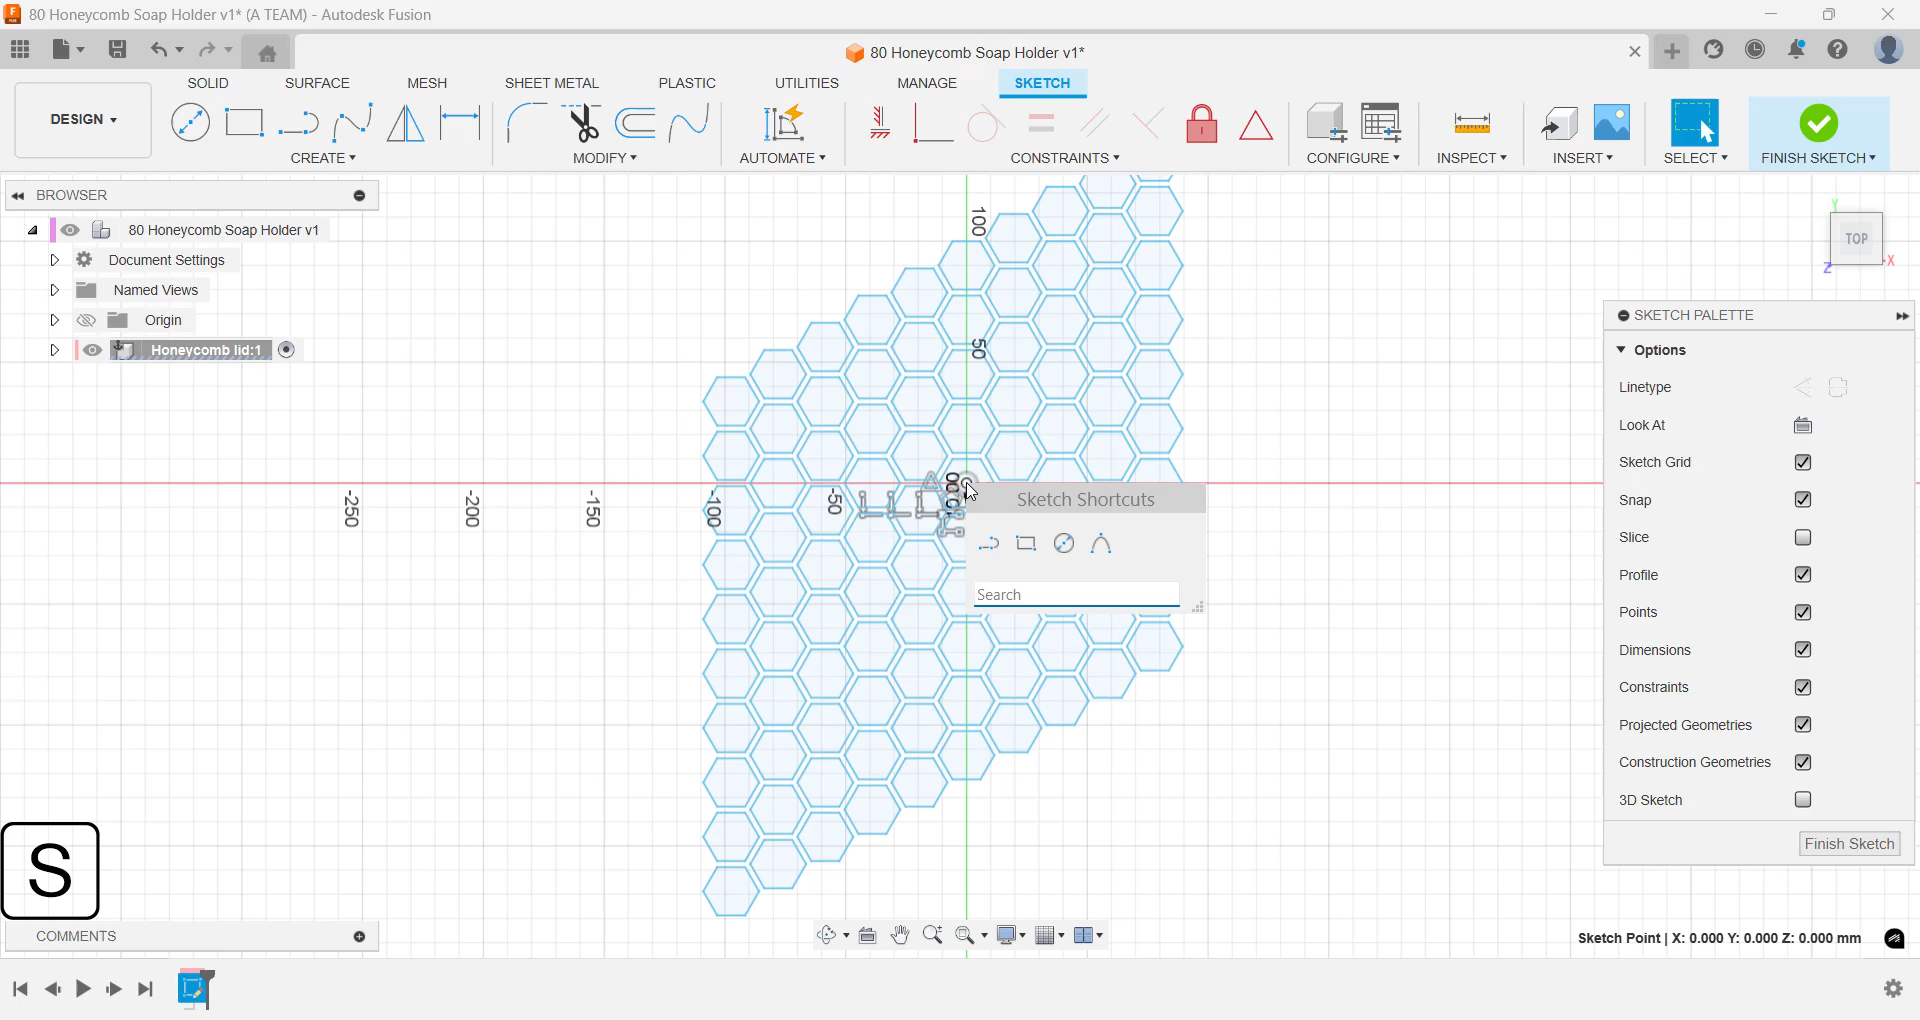 80 Honeycomb Soap Holder v1* (A TEAM) - Autodesk Fusion
80 Honeycomb Soap Holder v1*
SOLID SURFACE MESH SHEET METAL PLASTIC UTILITIES MANAGE SKETCH
DESIGN
CREATE MODIFY AUTOMATE CONSTRAINTS CONFIGURE INSPECT INSERT SELECT FINISH SKETCH
BROWSER
80 Honeycomb Soap Holder v1
Document Settings
Named Views
Origin
Honeycomb lid:1
100
50
-250
-200
-150
-100
-50
Y
TOP
X
Z
Sketch Shortcuts
Search
SKETCH PALETTE
Options
Linetype
Look At
Sketch Grid
Snap
Slice
Profile
Points
Dimensions
Constraints
Projected Geometries
Construction Geometries
3D Sketch
Finish Sketch
S
COMMENTS
Sketch Point | X: 0.000 Y: 0.000 Z: 0.000 mm